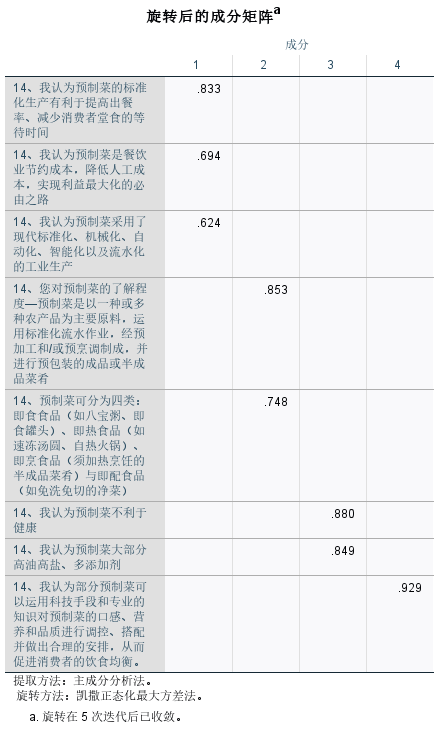 旋转后的成分矩阵a
成分
1 2 3 4
14、我认为预制菜的标准 .833
化生产有利于提高出餐
率、减少消费者堂食的等
待时间
14、我认为预制菜是餐饮 .694
业节约成本，降低人工成
本，实现利益最大化的必
由之路
14、我认为预制菜采用了 .624
现代标准化、机械化、自
动化、智能化以及流水化
的工业生产
14、您对预制菜的了解程 .853
度—预制菜是以一种或多
种农产品为主要原料，运
用标准化流水作业，经预
加工和/或预烹调制成，并
进行预包装的成品或半成
品菜肴
14、预制菜可分为四类： .748
即食食品（如八宝粥、即
食罐头）、即热食品（如
速冻汤圆、自热火锅）、
即烹食品（须加热烹饪的
半成品菜肴）与即配食品
（如免洗免切的净菜）
14、我认为预制菜不利于 .880
健康
14、我认为预制菜大部分 .849
高油高盐、多添加剂
14、我认为部分预制菜可 .929
以运用科技手段和专业的
知识对预制菜的口感、营
养和品质进行调控、搭配
并做出合理的安排，从而
促进消费者的饮食均衡。
提取方法：主成分分析法。
旋转方法：凯撒正态化最大方差法。
a. 旋转在 5 次迭代后已收敛。